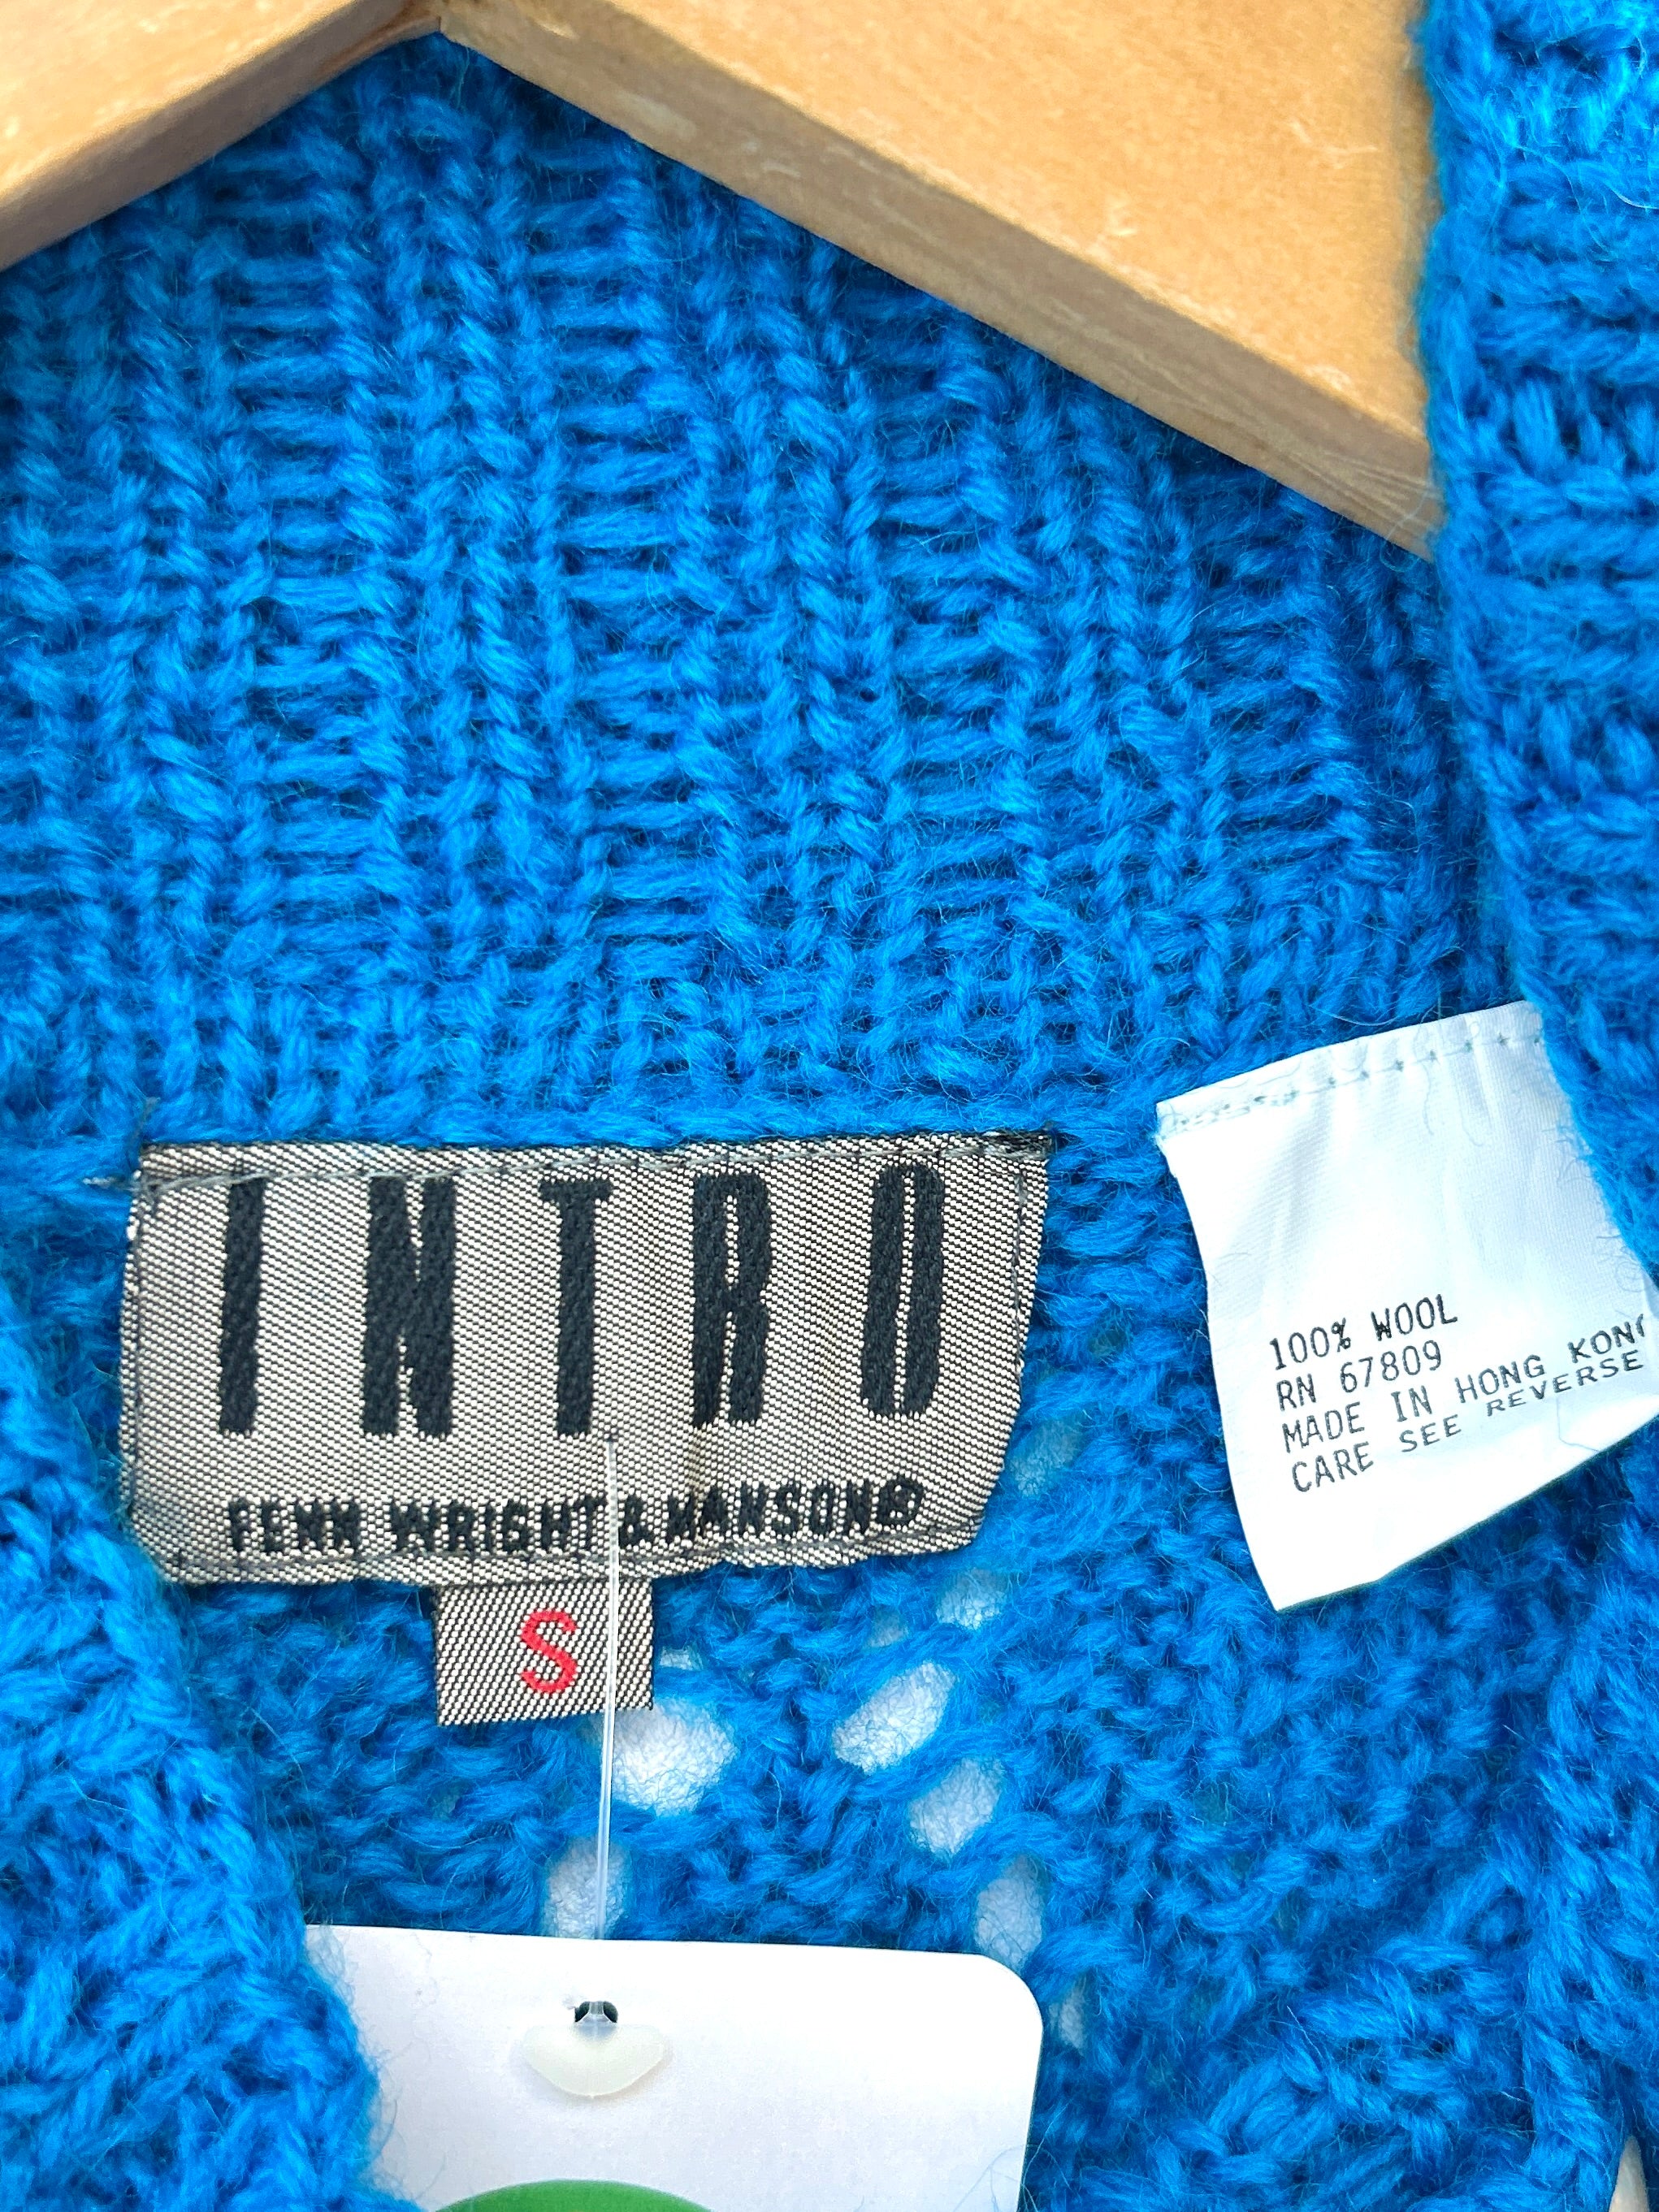 INTRO
FENN WRIGHT & MANSON®
S
100% WOOL
RN 67809
MADE IN HONG KONG
CARE SEE REVERSE